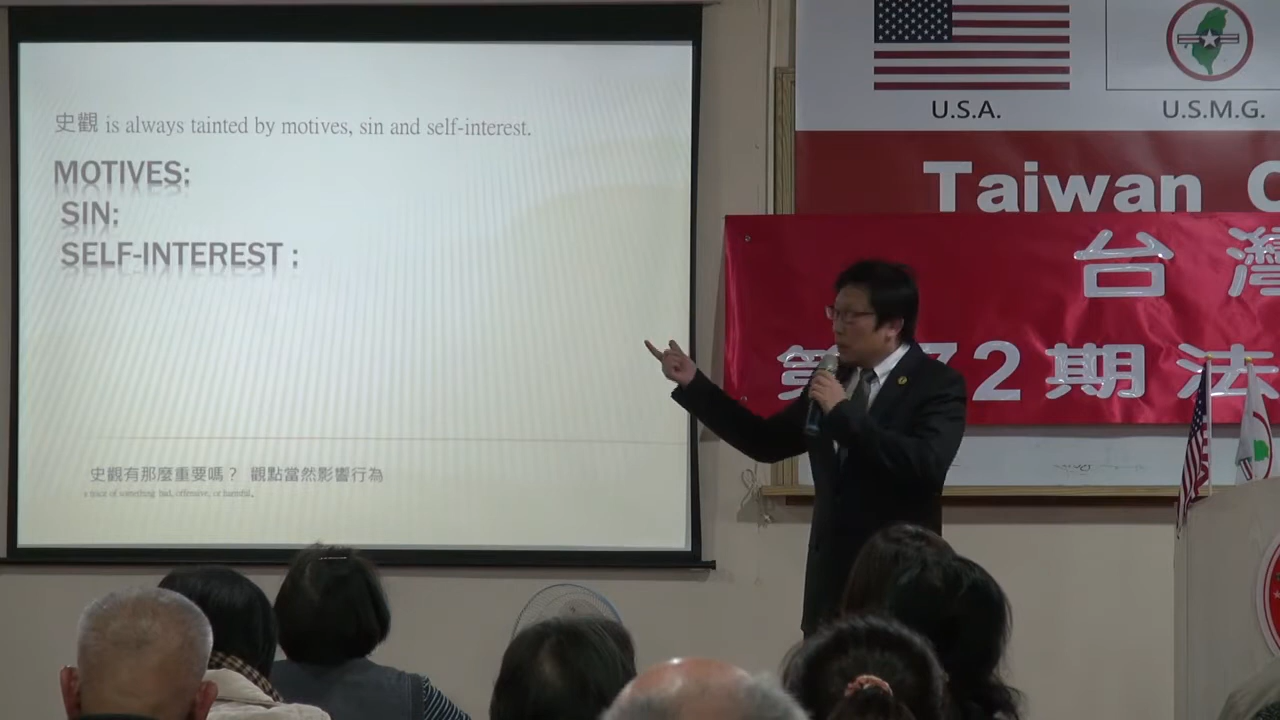 史觀 is always tainted by motives, sin and self-interest.
MOTIVES:
SIN:
SELF-INTEREST :
史觀有那麼重要嗎？ 觀點當然影響行為
a trace of something bad, offensive, or harmful.
U.S.A.
U.S.M.G.
Taiwan C
台灣
第 72期法